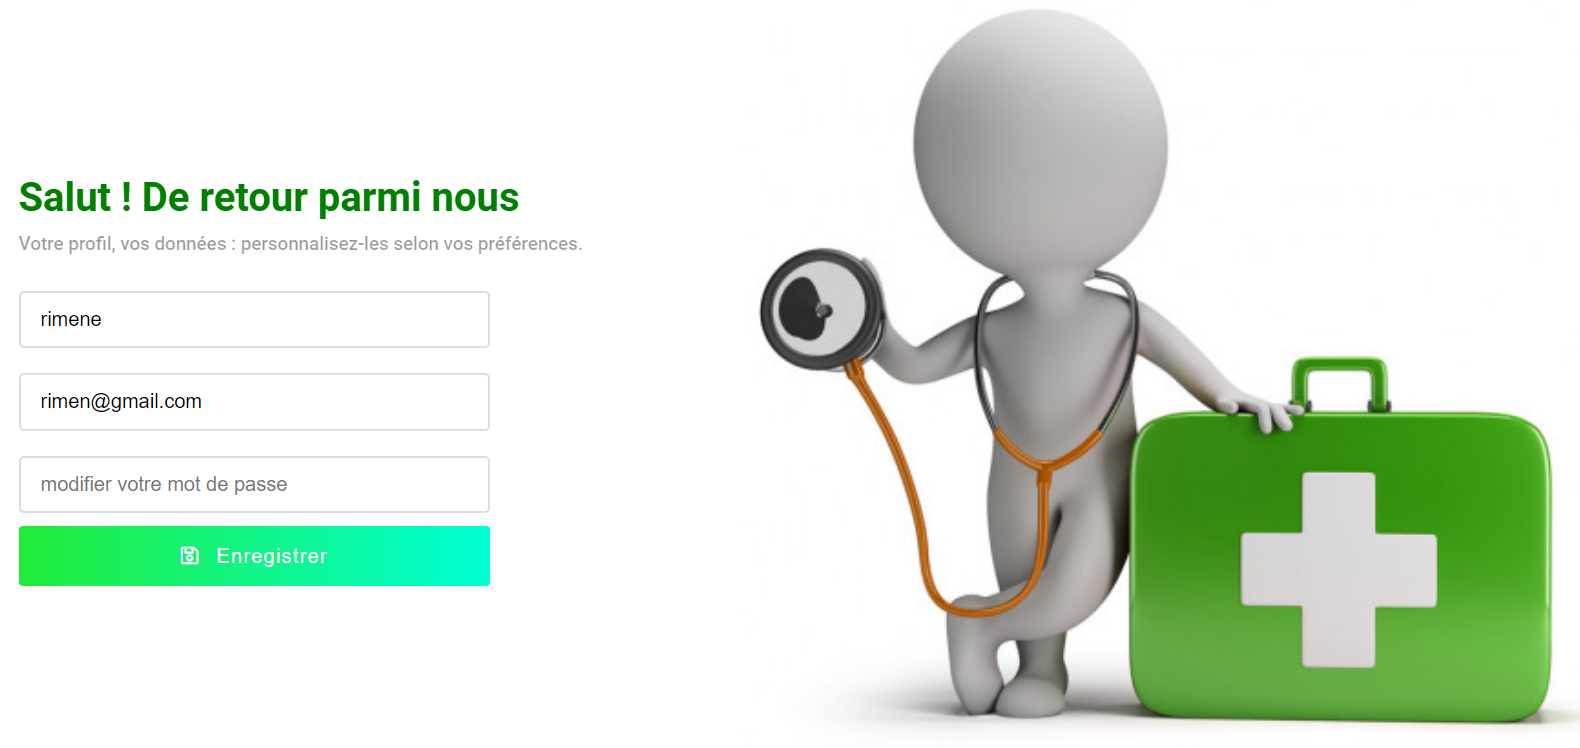 Salut ! De retour parmi nous
Votre profil, vos données : personnalisez-les selon vos préférences.
rimene
rimen@gmail.com
modifier votre mot de passe
Enregistrer